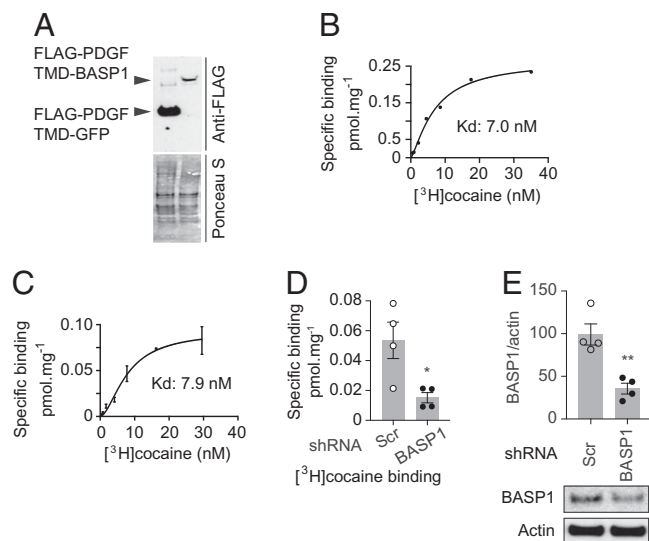 A
FLAG-PDGF
TMD-BASP1
FLAG-PDGF
TMD-GFP
Anti-FLAG
Ponceau S
B
Specific binding
pmol.mg-1
0.25
0.20
0.15
0.10
0.05
0
Kd: 7.0 nM
0 10 20 30 40
[3H]cocaine (nM)
C
Specific binding
pmol.mg-1
0.10
0.05
0
Kd: 7.9 nM
0 10 20 30 40
[3H]cocaine (nM)
D
Specific binding
pmol.mg-1
0.08
0.06
0.04
0.02
0
*
shRNA Scr BASP1
[3H]cocaine binding
E
BASP1/actin
150
100
50
0
**
shRNA Scr BASP1
BASP1
Actin